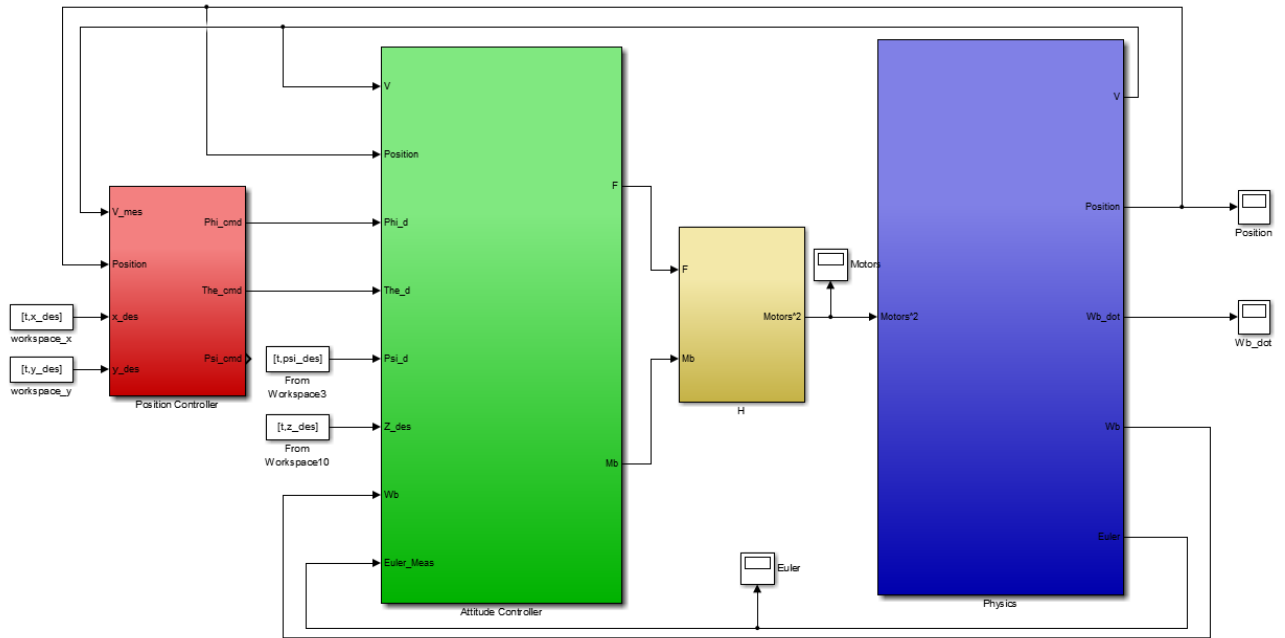 V_mes
Position
x_des
y_des
Phi_cmd
The_cmd
Psi_cmd
Position Controller
[t,x_des]
workspace_x
[t,y_des]
workspace_y
[t,psi_des]
From
Workspace3
[t,z_des]
From
Workspace10
V
Position
Phi_d
The_d
Psi_d
Z_des
Wb
Euler_Meas
F
Mb
Attitude Controller
F
Mb
Motors^2
H
Motors
Euler
Motors^2
V
Position
Wb_dot
Wb
Euler
Physics
Position
Wb_dot